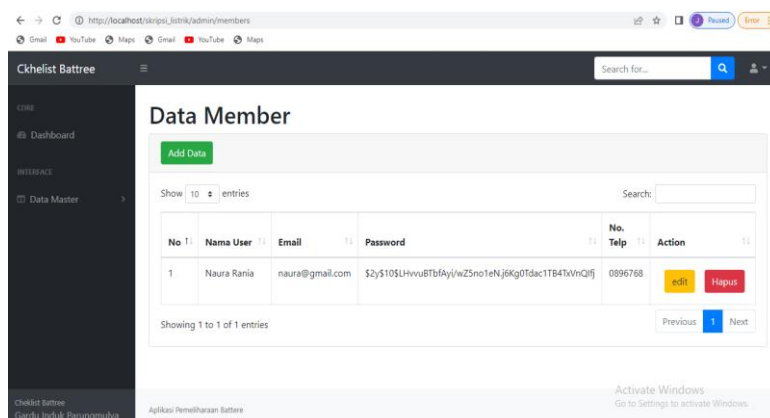 http://localhost/skripsi_listrik/admin/members
Paused
Error
Gmail YouTube Maps Gmail YouTube Maps
Ckhelist Battree
Search for...
CORE
Dashboard
INTERFACE
Data Master
Data Member
Add Data
Show 10 entries
Search:
No Nama User Email Password No. Telp Action
1 Naura Rania naura@gmail.com $2y$10$LHvvuBTbfAyi/wZ5no1eN.j6Kg0Tdac1TB4TxVnQIfj 0896768 edit Hapus
Showing 1 to 1 of 1 entries
Previous 1 Next
Activate Windows
Go to Settings to activate Windows.
Cheklist Battree
Gardu Induk Parungmulya
Aplikasi Pemeliharaan Battere